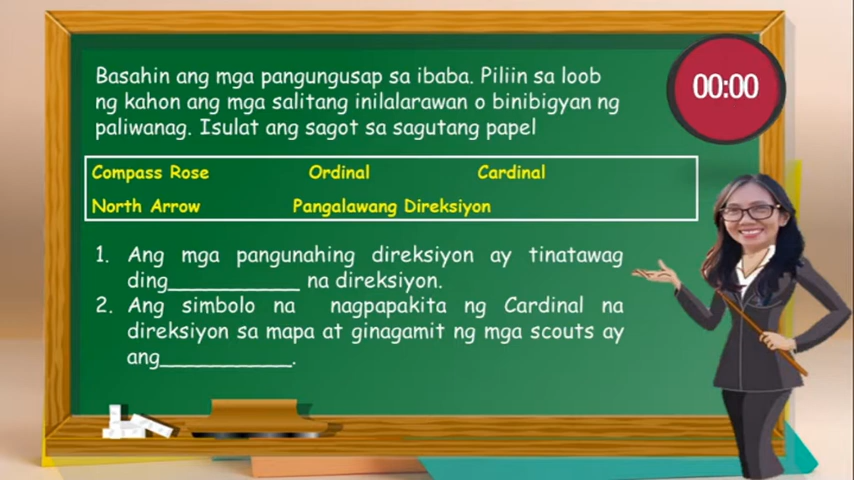 Basahin ang mga pangungusap sa ibaba. Piliin sa loob
ng kahon ang mga salitang inilalarawan o binibigyan ng
paliwanag. Isulat ang sagot sa sagutang papel
00:00
Compass Rose Ordinal Cardinal
North Arrow Pangalawang Direksiyon
1. Ang mga pangunahing direksiyon ay tinatawag
ding__________ na direksiyon.
2. Ang simbolo na nagpapakita ng Cardinal na
direksiyon sa mapa at ginagamit ng mga scouts ay
ang__________.